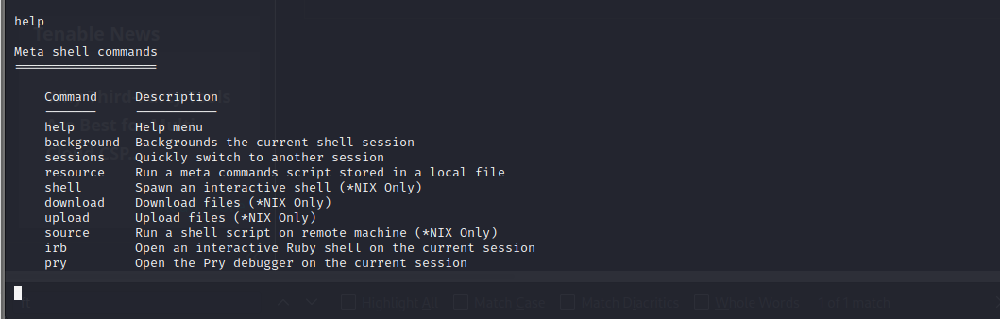 help
Tenable News
Meta shell commands
===================
Command Description
------- -----------
help Help menu
background Backgrounds the current shell session
sessions Quickly switch to another session
resource Run a meta commands script stored in a local file
shell Spawn an interactive shell (*NIX Only)
download Download files (*NIX Only)
upload Upload files (*NIX Only)
source Run a shell script on remote machine (*NIX Only)
irb Open an interactive Ruby shell on the current session
pry Open the Pry debugger on the current session
Highlight All Match Case Match Diacritics Whole Words 1 of 1 match